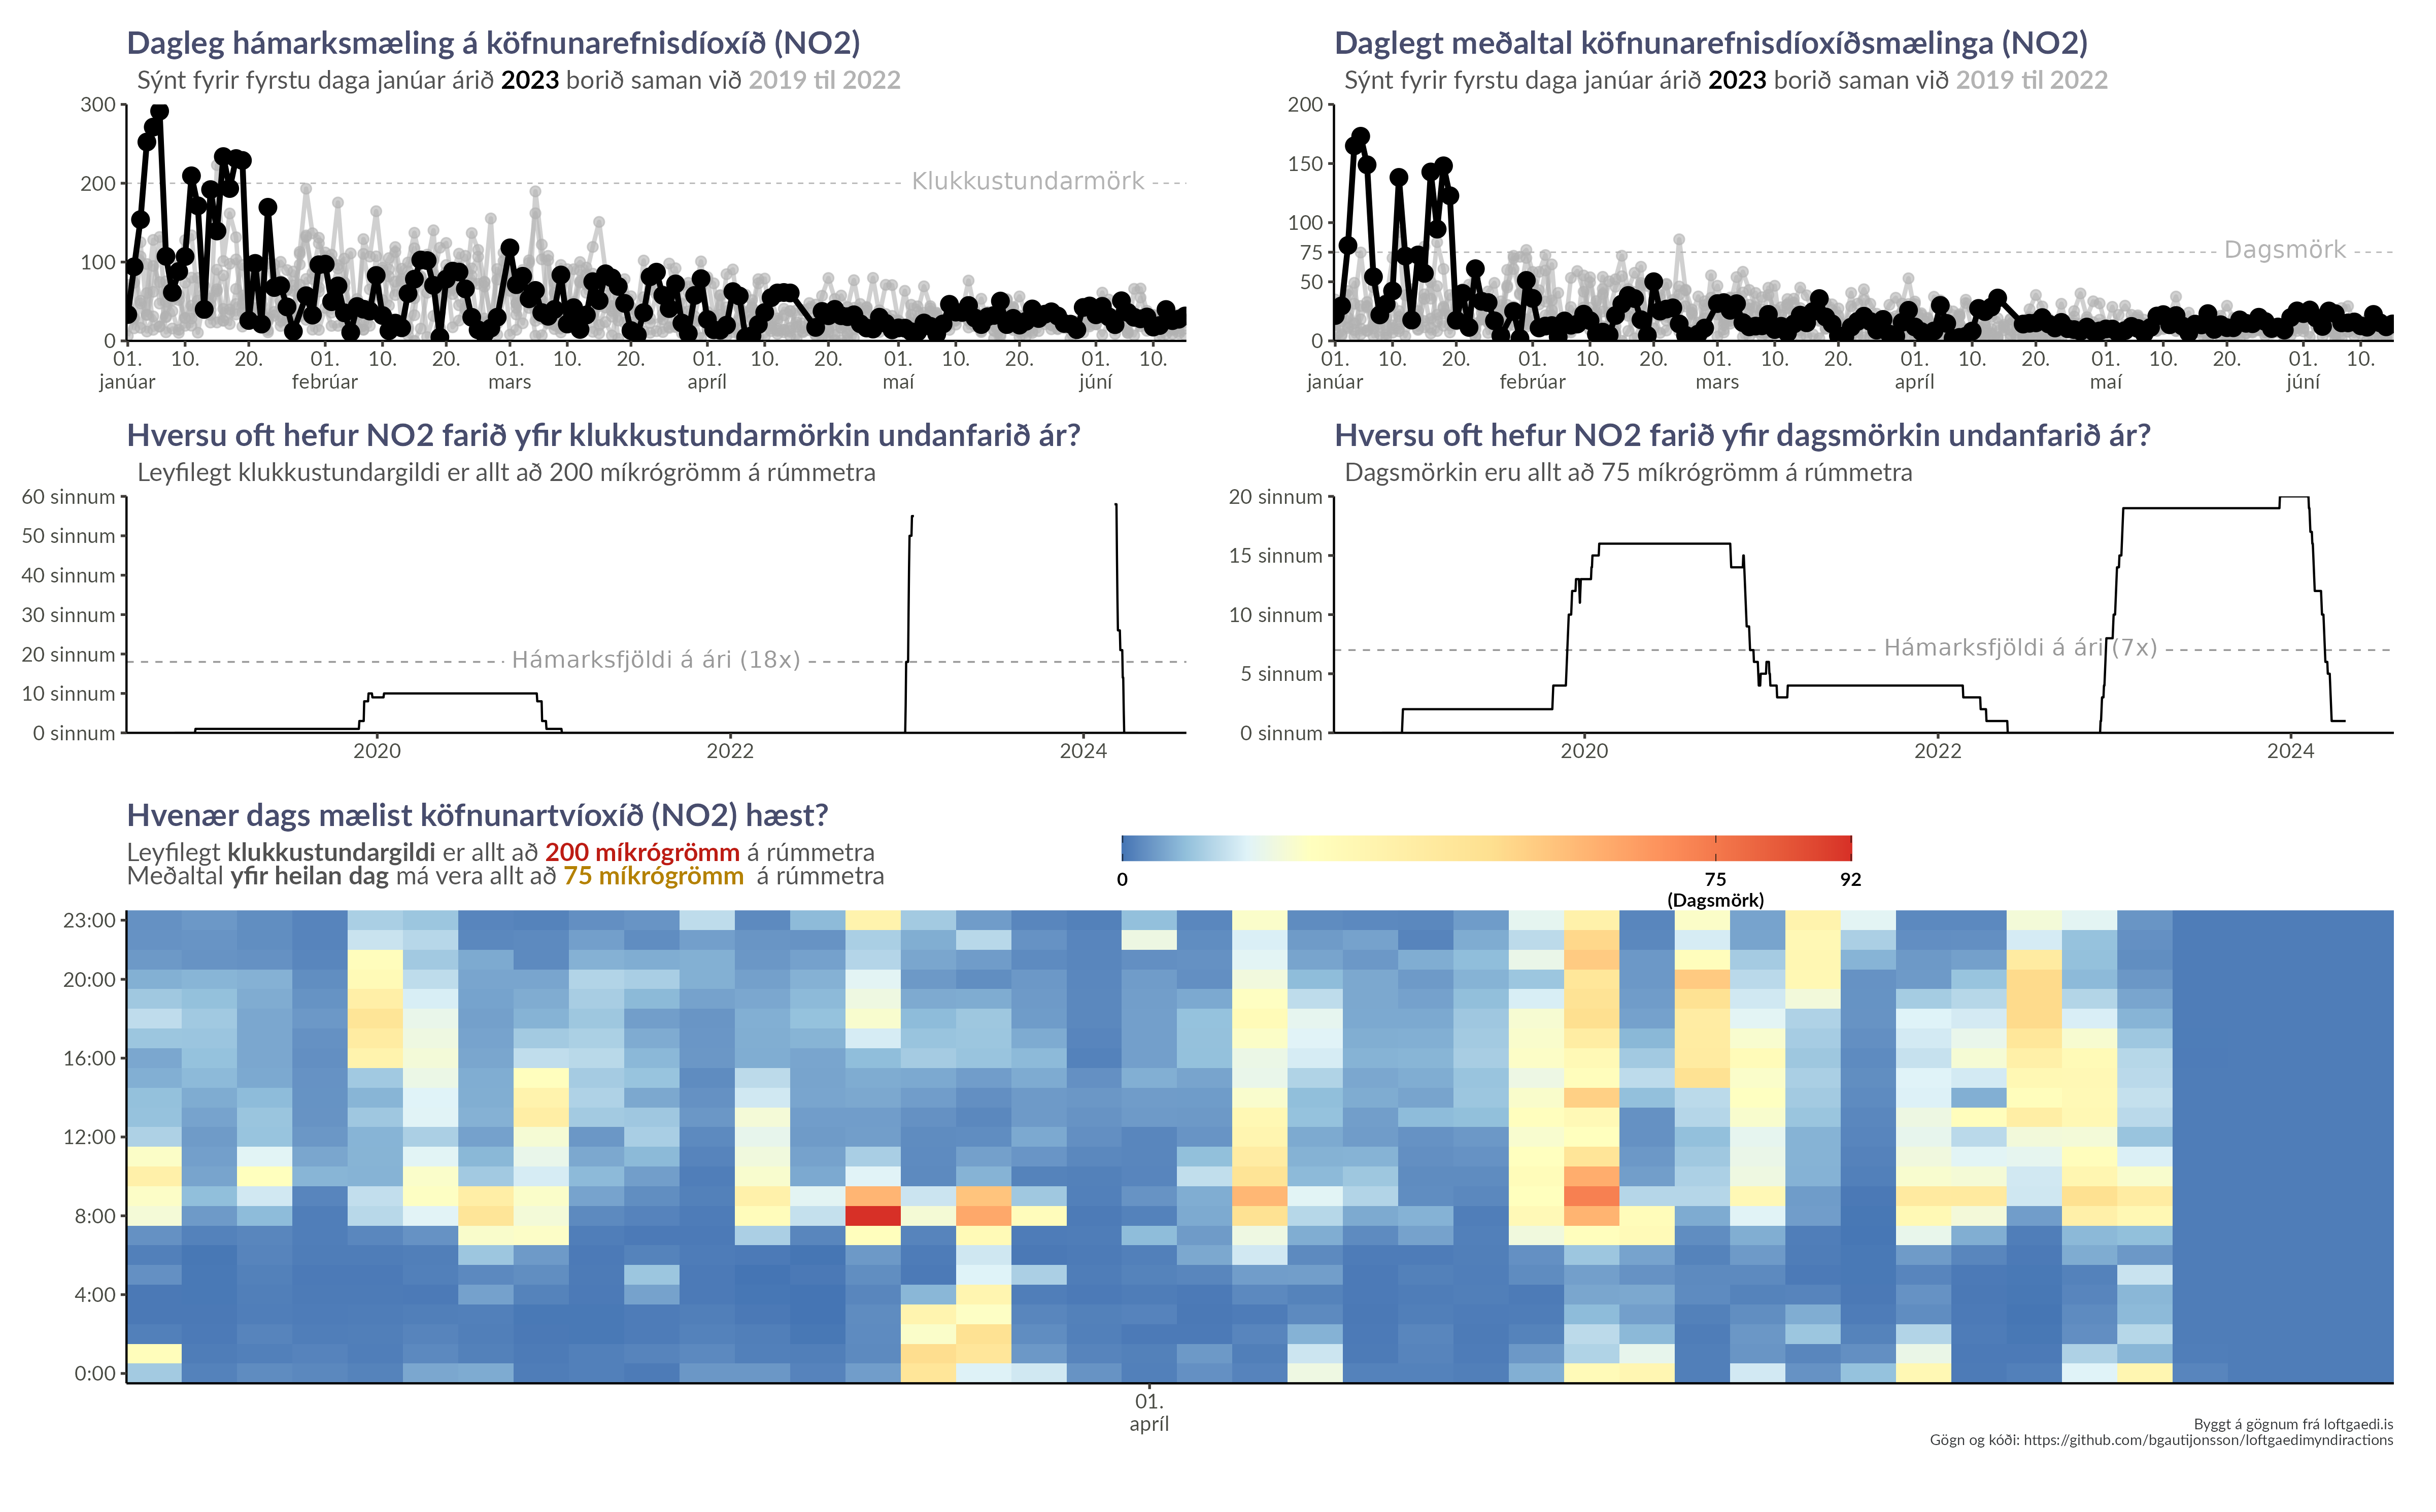 Dagleg hámarksmæling á köfnunarefnisdíoxíð (NO2)
Sýnt fyrir fyrstu daga janúar árið 2023 borið saman við 2019 til 2022
300
200
100
0
Klukkustundarmörk
01. 10. 20. 01. 10. 20. 01. 10. 20. 01. 10. 20. 01. 10. 20. 01. 10.
janúar febrúar mars apríl maí júní
Daglegt meðaltal köfnunarefnisdíoxíðsmælinga (NO2)
Sýnt fyrir fyrstu daga janúar árið 2023 borið saman við 2019 til 2022
200
150
100
75
50
0
Dagsmörk
01. 10. 20. 01. 10. 20. 01. 10. 20. 01. 10. 20. 01. 10. 20. 01. 10.
janúar febrúar mars apríl maí júní
Hversu oft hefur NO2 farið yfir klukkustundarmörkin undanfarið ár?
Leyfilegt klukkustundargildi er allt að 200 míkrógrömm á rúmmetra
60 sinnum
50 sinnum
40 sinnum
30 sinnum
20 sinnum
10 sinnum
0 sinnum
Hámarksfjöldi á ári (18x)
2020 2022 2024
Hversu oft hefur NO2 farið yfir dagsmörkin undanfarið ár?
Dagsmörkin eru allt að 75 míkrógrömm á rúmmetra
20 sinnum
15 sinnum
10 sinnum
5 sinnum
0 sinnum
Hámarksfjöldi á ári (7x)
2020 2022 2024
Hvenær dags mælist köfnunartvíoxíð (NO2) hæst?
Leyfilegt klukkustundargildi er allt að 200 míkrógrömm á rúmmetra
Meðaltal yfir heilan dag má vera allt að 75 míkrógrömm á rúmmetra
0 75 92
(Dagsmörk)
23:00
20:00
16:00
12:00
8:00
4:00
0:00
01.
apríl
Byggt á gögnum frá loftgaedi.is
Gögn og kóði: https://github.com/bgautijonsson/loftgaedimyndiractions